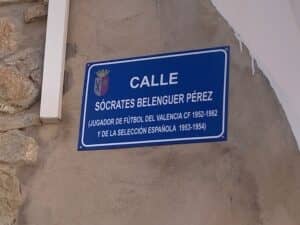 CALLE
SÓCRATES BELENGUER PÉREZ
(JUGADOR DE FÚTBOL DEL VALENCIA CF 1952-1962
Y DE LA SELECCIÓN ESPAÑOLA 1953-1954)